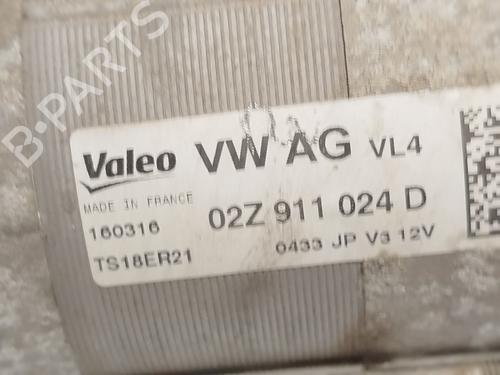 B-PARTS
Valeo VW AG VL4
MADE IN FRANCE
160316 02Z 911 024 D
TS18ER21 0433 JP V3 12V